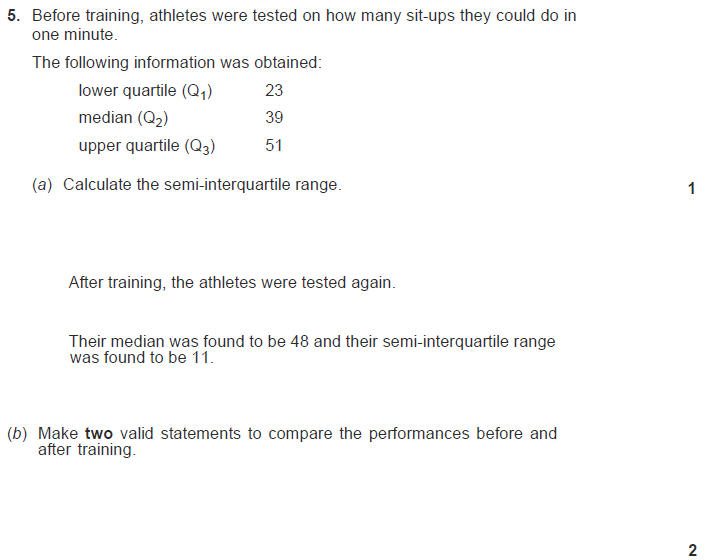 5. Before training, athletes were tested on how many sit-ups they could do in
one minute.
The following information was obtained:
lower quartile (Q₁) 23
median (Q₂) 39
upper quartile (Q₃) 51
(a) Calculate the semi-interquartile range.
1
After training, the athletes were tested again.
Their median was found to be 48 and their semi-interquartile range
was found to be 11.
(b) Make two valid statements to compare the performances before and
after training.
2